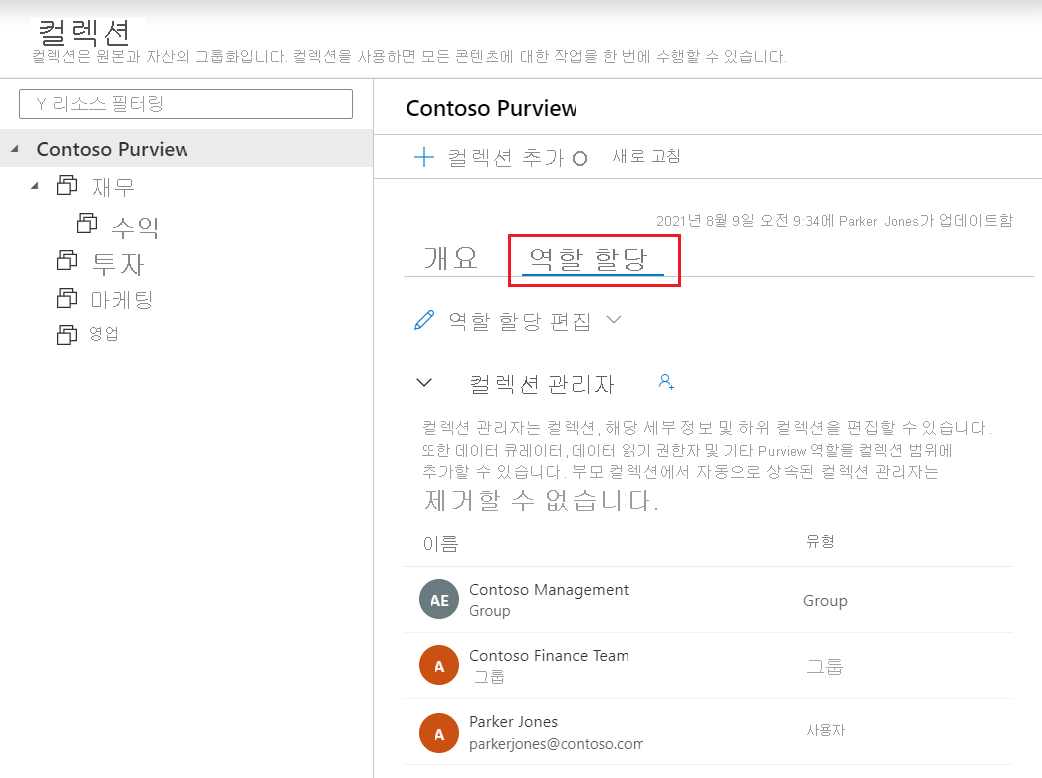 컬렉션
컬렉션은 원본과 자산의 그룹화입니다. 컬렉션을 사용하면 모든 콘텐츠에 대한 작업을 한 번에 수행할 수 있습니다.
Y 리소스 필터링
Contoso Purview
재무
수익
투자
마케팅
영업
Contoso Purview
컬렉션 추가 새로 고침
2021년 8월 9일 오전 9:34에 Parker Jones가 업데이트함
개요 역할 할당
역할 할당 편집
컬렉션 관리자
컬렉션 관리자는 컬렉션, 해당 세부 정보 및 하위 컬렉션을 편집할 수 있습니다.
또한 데이터 큐레이터, 데이터 읽기 권한자 및 기타 Purview 역할을 컬렉션 범위에
추가할 수 있습니다. 부모 컬렉션에서 자동으로 상속된 컬렉션 관리자는
제거할 수 없습니다.
이름 유형
AE Contoso Management Group
Group
A Contoso Finance Team 그룹
그룹
A Parker Jones 사용자
parkerjones@contoso.com